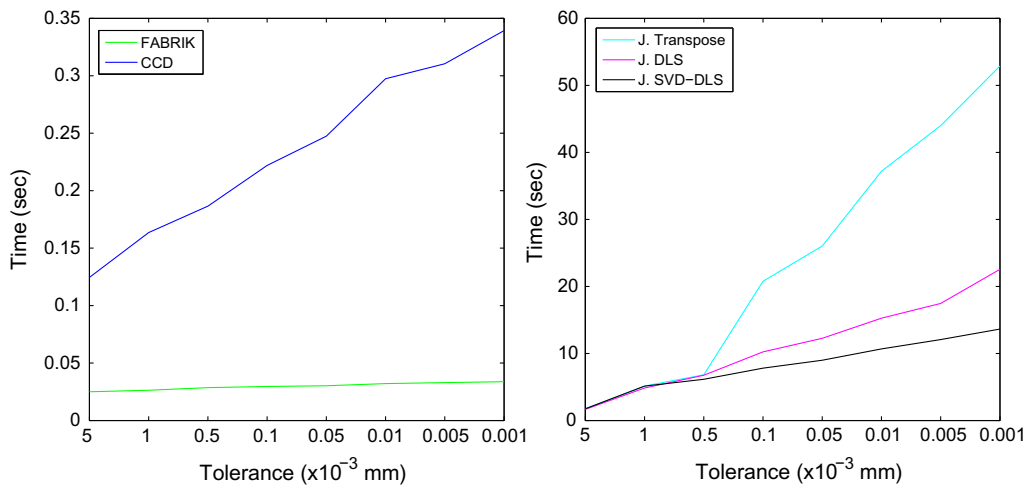 FABRIK
CCD
0.35
0.3
0.25
0.2
0.15
0.1
0.05
0
Time (sec)
5 1 0.5 0.1 0.05 0.01 0.005 0.001
Tolerance (x10⁻³ mm)
J. Transpose
J. DLS
J. SVD−DLS
60
50
40
30
20
10
0
Time (sec)
5 1 0.5 0.1 0.05 0.01 0.005 0.001
Tolerance (x10⁻³ mm)